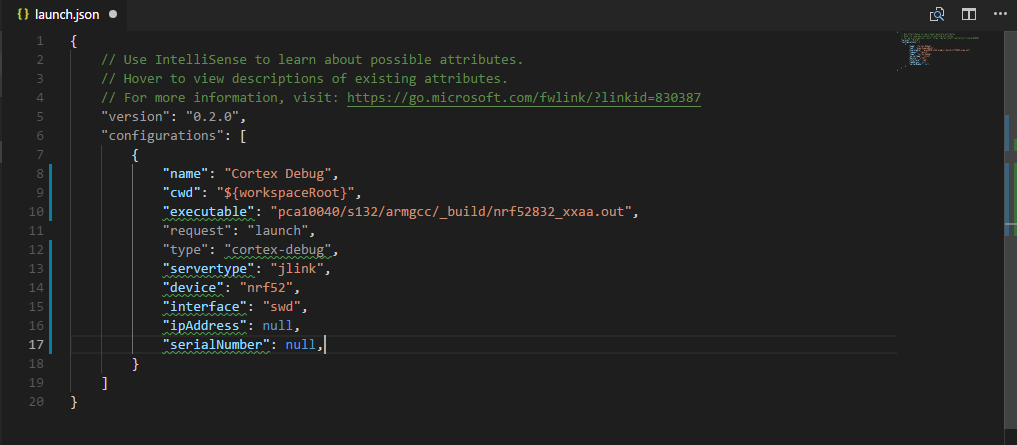 {} launch.json ●
1 {
2 // Use IntelliSense to learn about possible attributes.
3 // Hover to view descriptions of existing attributes.
4 // For more information, visit: https://go.microsoft.com/fwlink/?linkid=830387
5 "version": "0.2.0",
6 "configurations": [
7 {
8 "name": "Cortex Debug",
9 "cwd": "${workspaceRoot}",
10 "executable": "pca10040/s132/armgcc/_build/nrf52832_xxaa.out",
11 "request": "launch",
12 "type": "cortex-debug",
13 "servertype": "jlink",
14 "device": "nrf52",
15 "interface": "swd",
16 "ipAddress": null,
17 "serialNumber": null,
18 }
19 ]
20 }